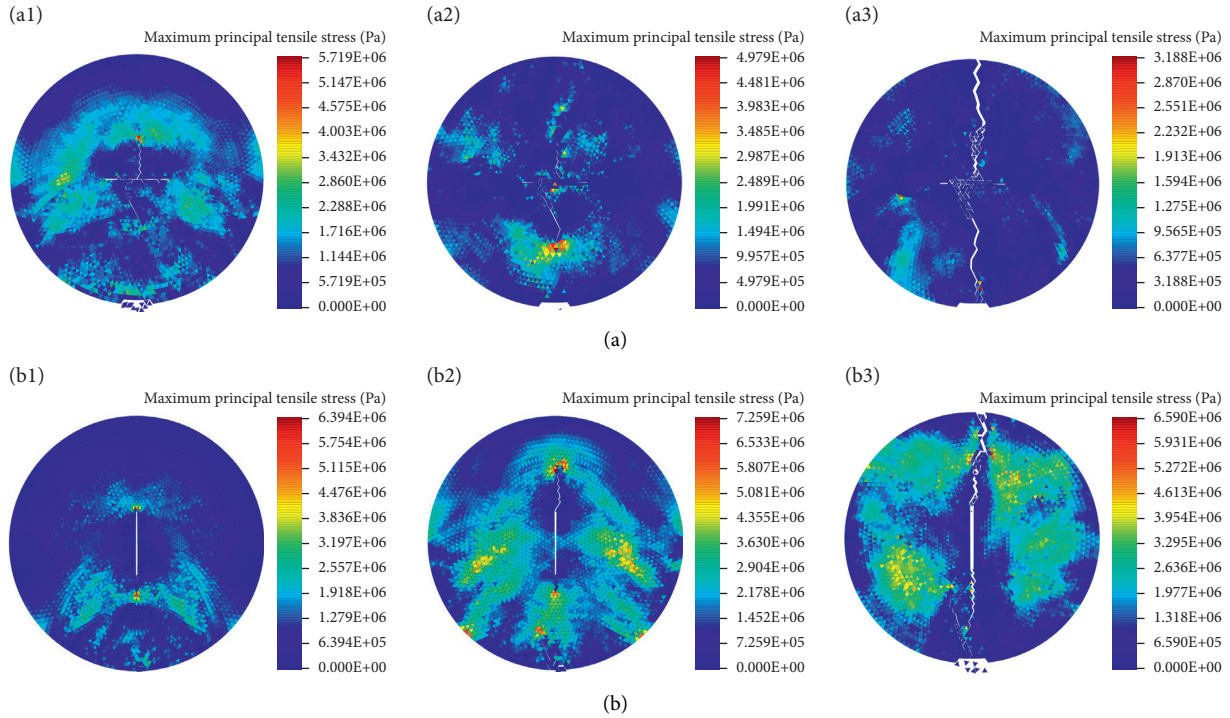 (a1)
Maximum principal tensile stress (Pa)
5.719E+06
5.147E+06
4.575E+06
4.003E+06
3.432E+06
2.860E+06
2.288E+06
1.716E+06
1.144E+06
5.719E+05
0.000E+00
(a2)
Maximum principal tensile stress (Pa)
4.979E+06
4.481E+06
3.983E+06
3.485E+06
2.987E+06
2.489E+06
1.991E+06
1.494E+06
9.957E+05
4.979E+05
0.000E+00
(a3)
Maximum principal tensile stress (Pa)
3.188E+06
2.870E+06
2.551E+06
2.232E+06
1.913E+06
1.594E+06
1.275E+06
9.565E+05
6.377E+05
3.188E+05
0.000E+00
(a)
(b1)
Maximum principal tensile stress (Pa)
6.394E+06
5.754E+06
5.115E+06
4.476E+06
3.836E+06
3.197E+06
2.557E+06
1.918E+06
1.279E+06
6.394E+05
0.000E+00
(b2)
Maximum principal tensile stress (Pa)
7.259E+06
6.533E+06
5.807E+06
5.081E+06
4.355E+06
3.630E+06
2.904E+06
2.178E+06
1.452E+06
7.259E+05
0.000E+00
(b3)
Maximum principal tensile stress (Pa)
6.590E+06
5.931E+06
5.272E+06
4.613E+06
3.954E+06
3.295E+06
2.636E+06
1.977E+06
1.318E+06
6.590E+05
0.000E+00
(b)